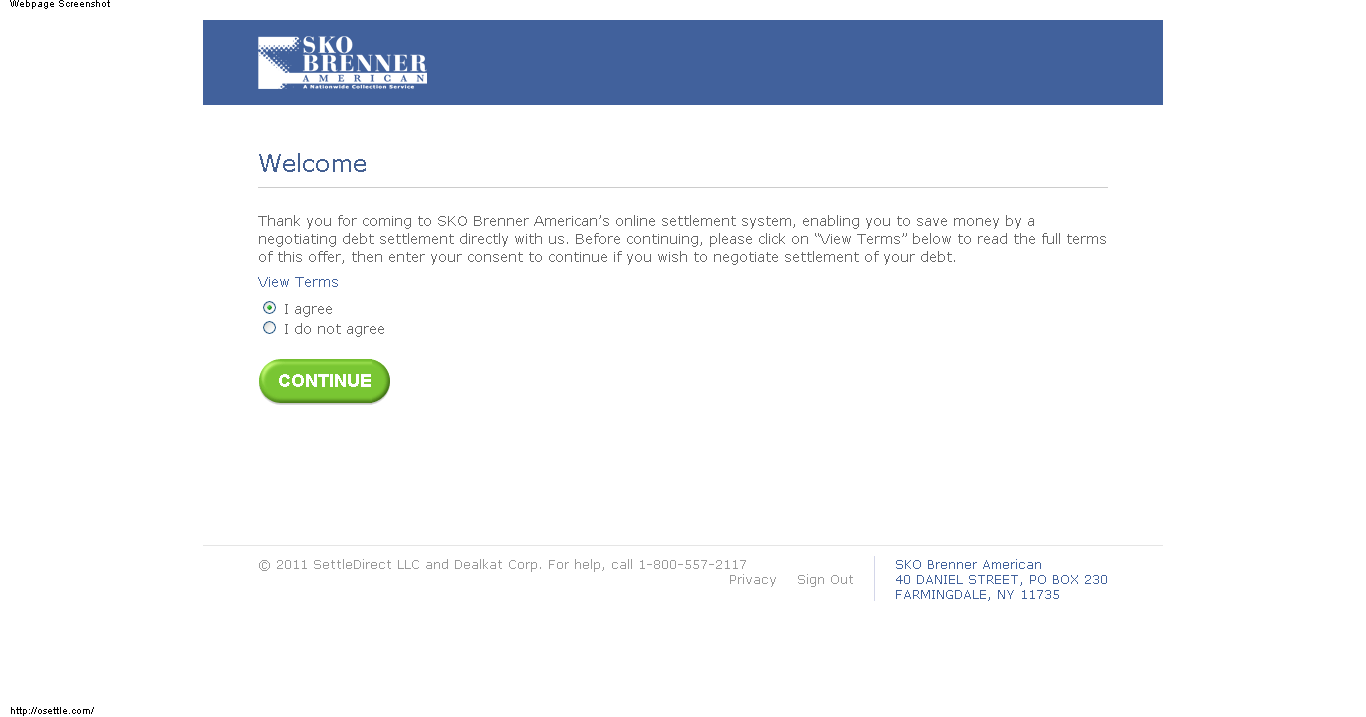 Webpage Screenshot
SKO
BRENNER
AMERICAN
A Nationwide Collection Service
Welcome
Thank you for coming to SKO Brenner American's online settlement system, enabling you to save money by a
negotiating debt settlement directly with us. Before continuing, please click on “View Terms” below to read the full terms
of this offer, then enter your consent to continue if you wish to negotiate settlement of your debt.
View Terms
I agree
I do not agree
CONTINUE
© 2011 SettleDirect LLC and Dealkat Corp. For help, call 1-800-557-2117
Privacy Sign Out
SKO Brenner American
40 DANIEL STREET, PO BOX 230
FARMINGDALE, NY 11735
http://osettle.com/